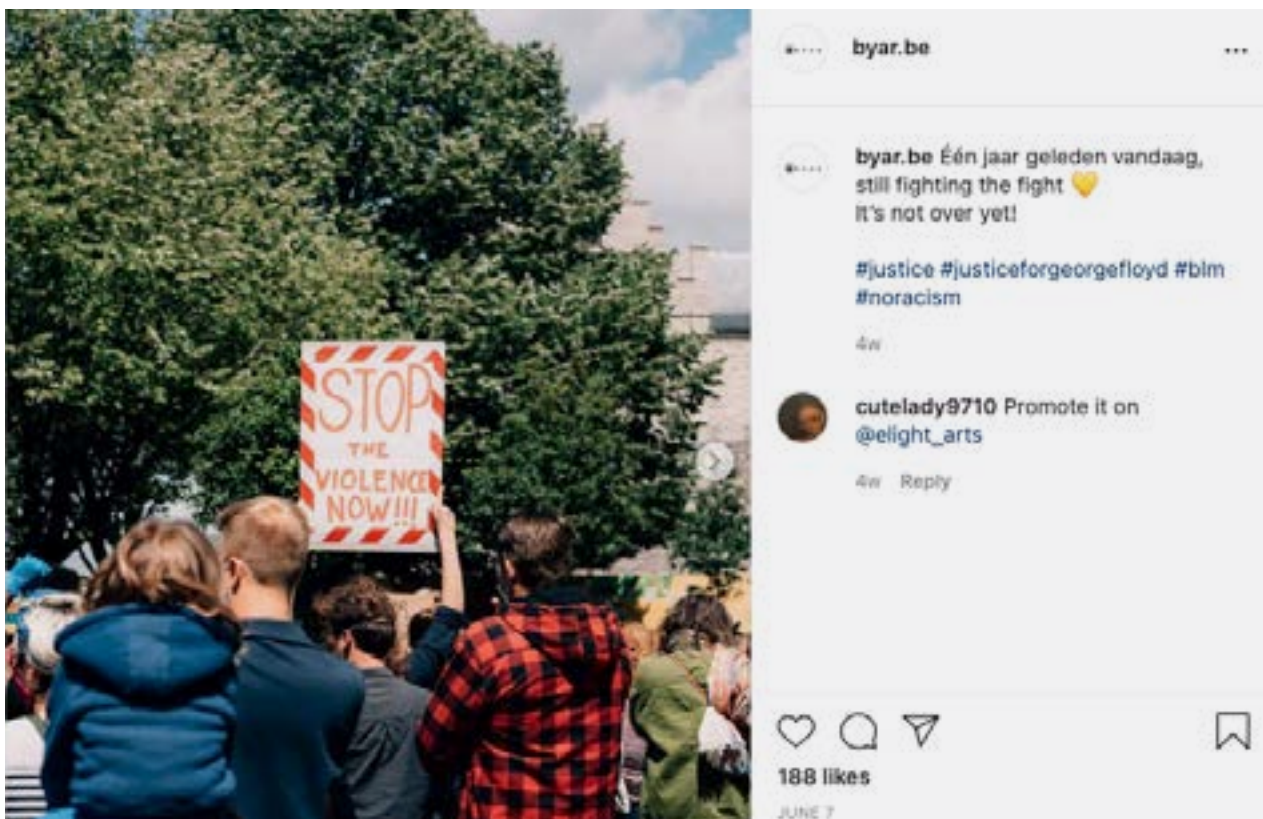 STOP
THE
VIOLENCE
NOW!!!
byar.be
byar.be Één jaar geleden vandaag,
still fighting the fight 💛
It's not over yet!
#justice #justiceforgeorgefloyd #blm
#noracism
4w
cutelady9710 Promote it on
@elight_arts
4w Reply
188 likes
JUNE 7